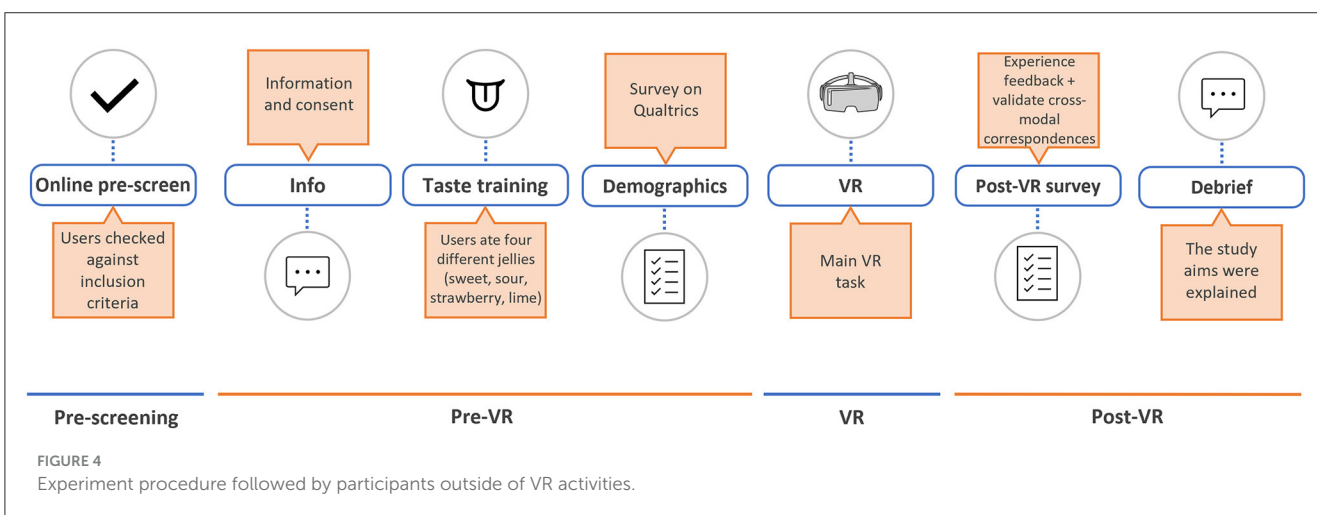 Information
and consent
Survey on
Qualtrics
Experience
feedback +
validate cross-
modal
correspondences
Online pre-screen
Info
Taste training
Demographics
VR
Post-VR survey
Debrief
Users checked
against
inclusion
criteria
Users ate four
different jellies
(sweet, sour,
strawberry, lime)
Main VR
task
The study
aims were
explained
Pre-screening
Pre-VR
VR
Post-VR
FIGURE 4
Experiment procedure followed by participants outside of VR activities.